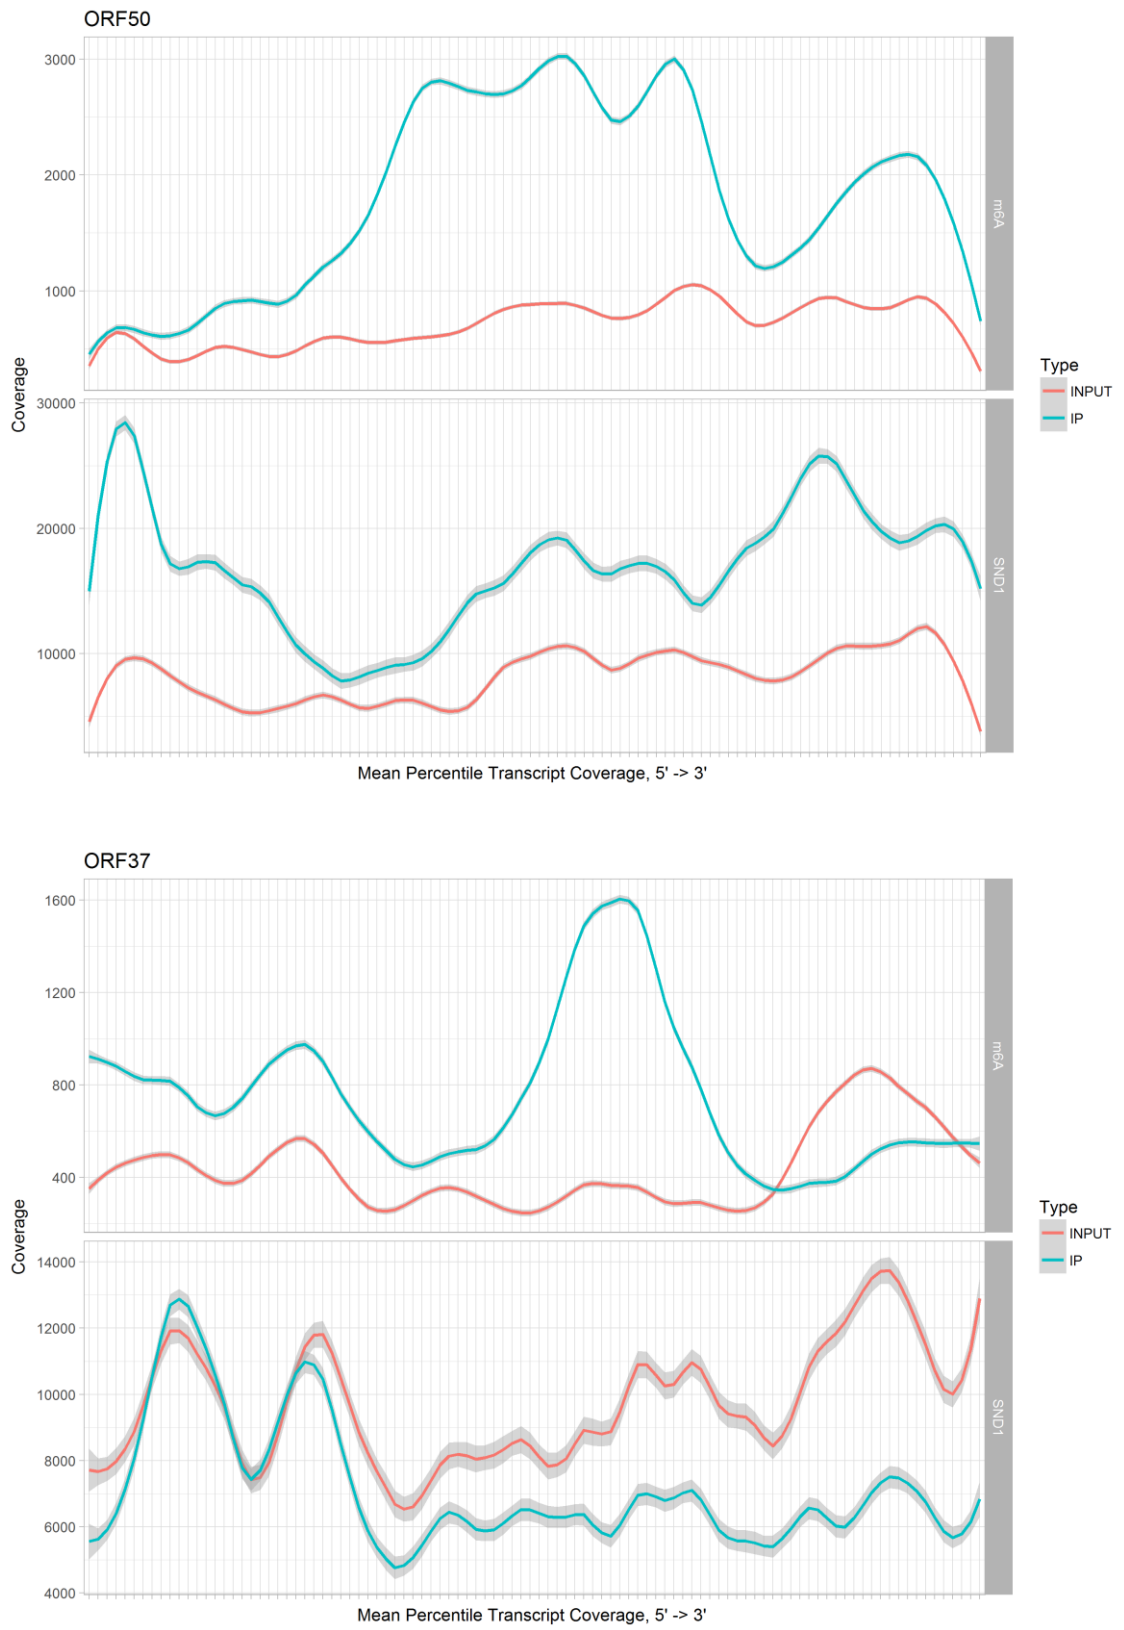 ORF50
3000
2000
1000
m6A
30000
20000
10000
SND1
Coverage
Mean Percentile Transcript Coverage, 5' -> 3'
Type
INPUT
IP
ORF37
1600
1200
800
400
m6A
14000
12000
10000
8000
6000
4000
SND1
Coverage
Mean Percentile Transcript Coverage, 5' -> 3'
Type
INPUT
IP